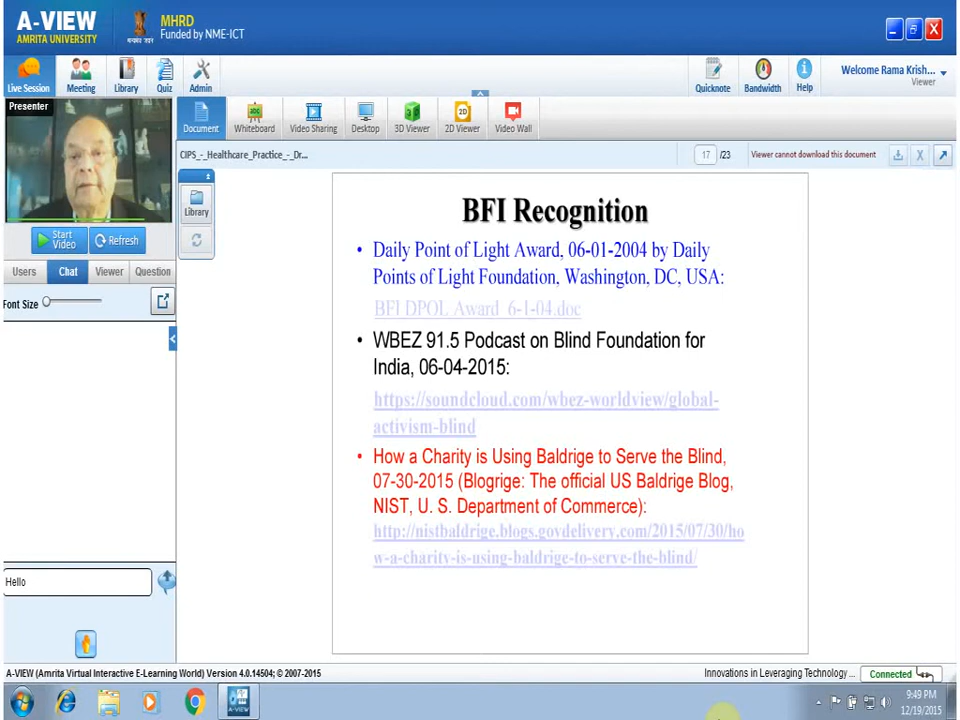 A-VIEW
AMRITA UNIVERSITY
MHRD
Funded by NME-ICT
Live Session
Meeting
Library
Quiz
Admin
Quicknote
Bandwidth
Help
Welcome Rama Krish...
Viewer
Presenter
Document
Whiteboard
Video Sharing
Desktop
3D Viewer
2D Viewer
Video Wall
CIPS_-_Healthcare_Practice_-_Dr...
17 /23
Viewer cannot download this document
Library
Start Video
Refresh
Users
Chat
Viewer
Question
Font Size
BFI Recognition
• Daily Point of Light Award, 06-01-2004 by Daily
Points of Light Foundation, Washington, DC, USA:
BFI DPOL Award 6-1-04.doc
• WBEZ 91.5 Podcast on Blind Foundation for
India, 06-04-2015:
https://soundcloud.com/wbez-worldview/global-
activism-blind
• How a Charity is Using Baldrige to Serve the Blind,
07-30-2015 (Blogrige: The official US Baldrige Blog,
NIST, U. S. Department of Commerce):
http://nistbaldrige.blogs.govdelivery.com/2015/07/30/ho
w-a-charity-is-using-baldrige-to-serve-the-blind/
Hello
A-VIEW (Amrita Virtual Interactive E-Learning World) Version 4.0.14504; © 2007-2015
Innovations in Leveraging Technology ...
Connected
9:49 PM
12/19/2015